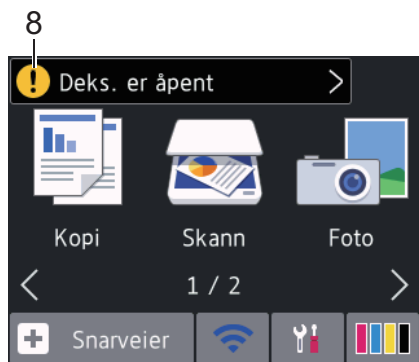 8
Deks. er åpent
Kopi Skann Foto
1 / 2
Snarveier